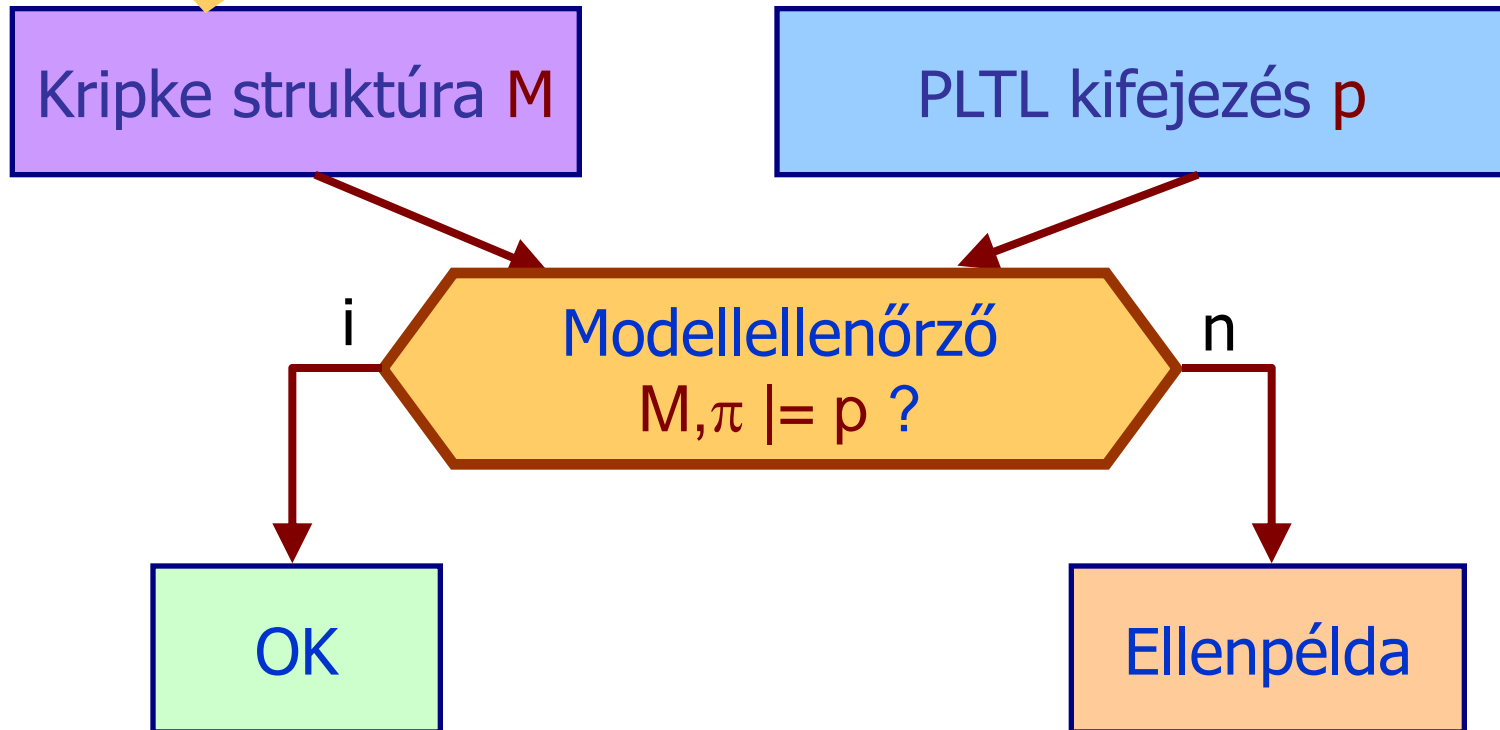 Kripke struktúra M
PLTL kifejezés p
i
Modellellenőrző
M,π |= p ?
n
OK
Ellenpélda